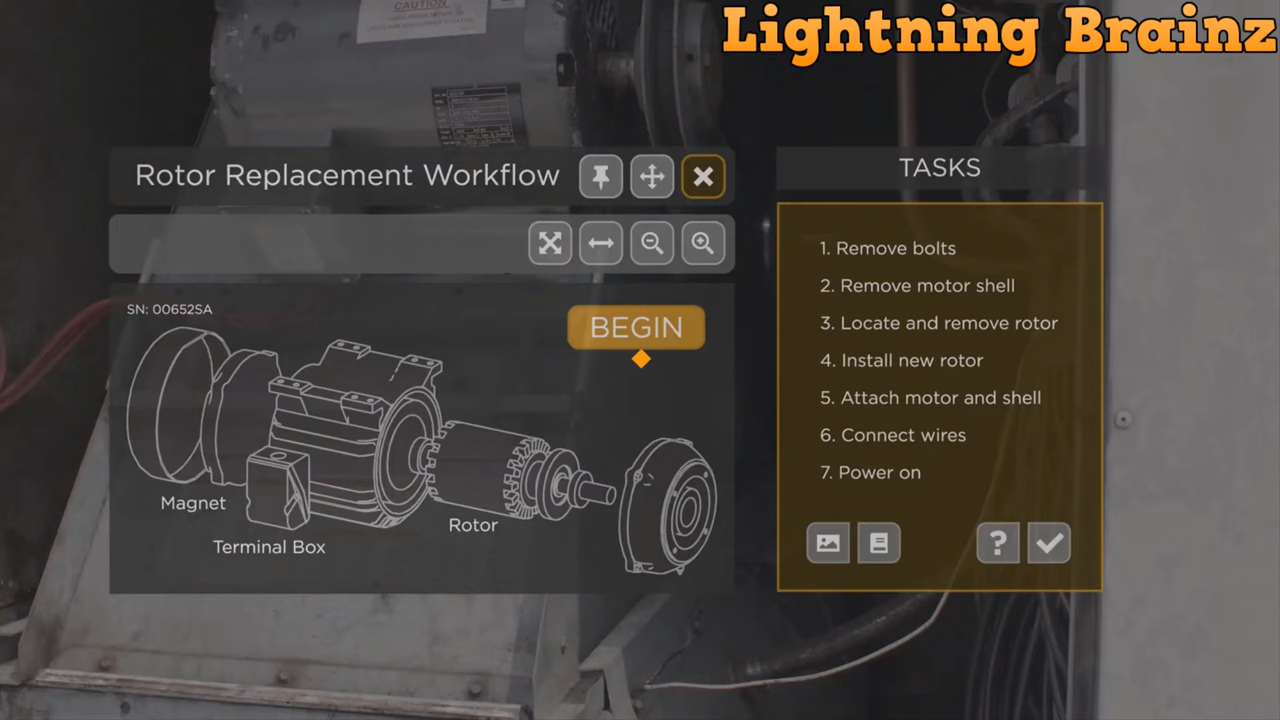 Lightning Brainz
CAUTION
Rotor Replacement Workflow
TASKS
SN: 00652SA
BEGIN
Magnet
Terminal Box
Rotor
1. Remove bolts
2. Remove motor shell
3. Locate and remove rotor
4. Install new rotor
5. Attach motor and shell
6. Connect wires
7. Power on